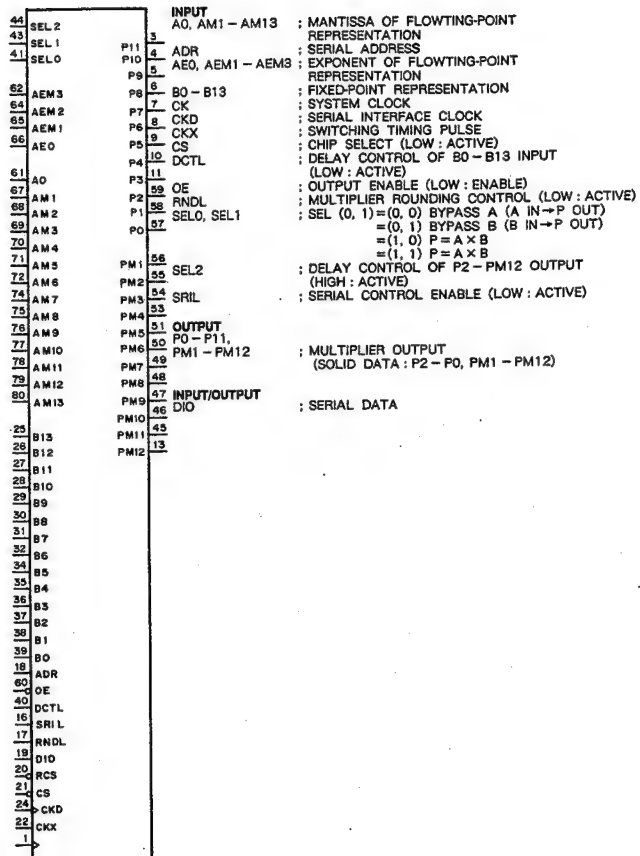 44 SEL2
43 SEL1
41 SEL0
62 AEM3
64 AEM2
65 AEM1
66 AE0
61 A0
67 AM1
68 AM2
69 AM3
70 AM4
71 AM5
72 AM6
74 AM7
75 AM8
76 AM9
77 AM10
78 AM11
79 AM12
80 AM13
25 B13
26 B12
27 B11
28 B10
29 B9
30 B8
31 B7
32 B6
34 B5
35 B4
36 B3
37 B2
38 B1
39 B0
18 ADR
60 OE
40 DCTL
16 SRIL
17 RNDL
19 DIO
20 RCS
21 CS
24 CKD
22 CKX
1
P11 3
P10 4
P9 5
P8 6
P7 7
P6 8
P5 9
P4 10
P3 11
P2 59
P1 58
P0 57
PM1 56
PM2 55
PM3 54
PM4 53
PM5 51
PM6 50
PM7 49
PM8 48
PM9 47
PM10 46
PM11 45
PM12 13
INPUT
A0, AM1 – AM13 ; MANTISSA OF FLOWTING-POINT
REPRESENTATION
ADR ; SERIAL ADDRESS
AE0, AEM1 – AEM3 ; EXPONENT OF FLOWTING-POINT
REPRESENTATION
B0 – B13 ; FIXED-POINT REPRESENTATION
CK ; SYSTEM CLOCK
CKD ; SERIAL INTERFACE CLOCK
CKX ; SWITCHING TIMING PULSE
CS ; CHIP SELECT (LOW : ACTIVE)
DCTL ; DELAY CONTROL OF B0 – B13 INPUT
(LOW : ACTIVE)
OE ; OUTPUT ENABLE (LOW : ENABLE)
RNDL ; MULTIPLIER ROUNDING CONTROL (LOW : ACTIVE)
SEL0, SEL1 ; SEL (0, 1) = (0, 0) BYPASS A (A IN→P OUT)
= (0, 1) BYPASS B (B IN→P OUT)
= (1, 0) P = A × B
= (1, 1) P = A × B
SEL2 ; DELAY CONTROL OF P2 – PM12 OUTPUT
(HIGH : ACTIVE)
SRIL ; SERIAL CONTROL ENABLE (LOW : ACTIVE)
OUTPUT
P0 – P11,
PM1 – PM12 ; MULTIPLIER OUTPUT
(SOLID DATA : P2 – P0, PM1 – PM12)
INPUT/OUTPUT
DIO ; SERIAL DATA